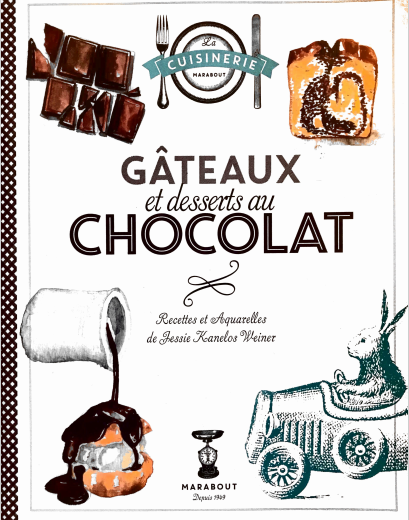 La
CUISINERIE
MARABOUT
GÂTEAUX
et desserts au
CHOCOLAT
Recettes et Aquarelles
de Jessie Kanelos Weiner
MARABOUT
Depuis 1949